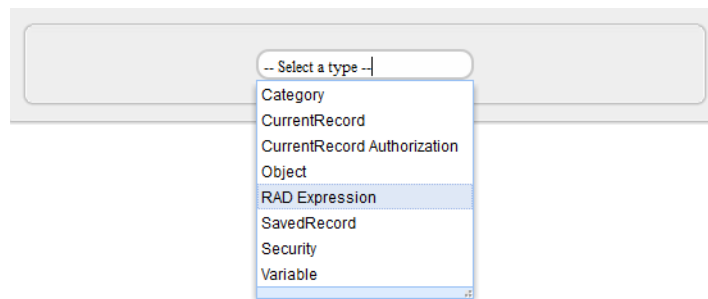 -- Select a type --
Category
CurrentRecord
CurrentRecord Authorization
Object
RAD Expression
SavedRecord
Security
Variable